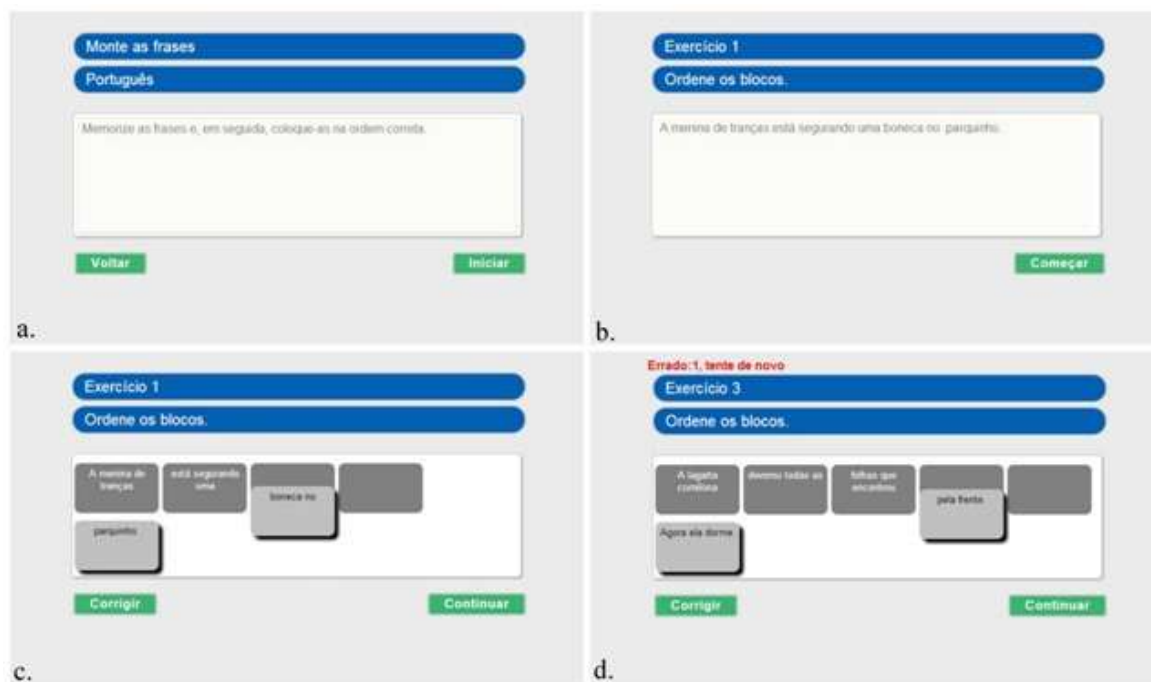 Monte as frases
Português
Memorize as frases e, em seguida, coloque-as na ordem correta.
Voltar
Iniciar
a.
Exercício 1
Ordene os blocos.
A menina de tranças está segurando uma boneca no parquinho.
Começar
b.
Exercício 1
Ordene os blocos.
A menina de
tranças
está segurando
uma
boneca no
parquinho
Corrigir
Continuar
c.
Errado:1, tente de novo
Exercício 3
Ordene os blocos.
A lagarta
comilona
devorou todas as
folhas que
encontrou
pela frente
Agora ela dorme
Corrigir
Continuar
d.